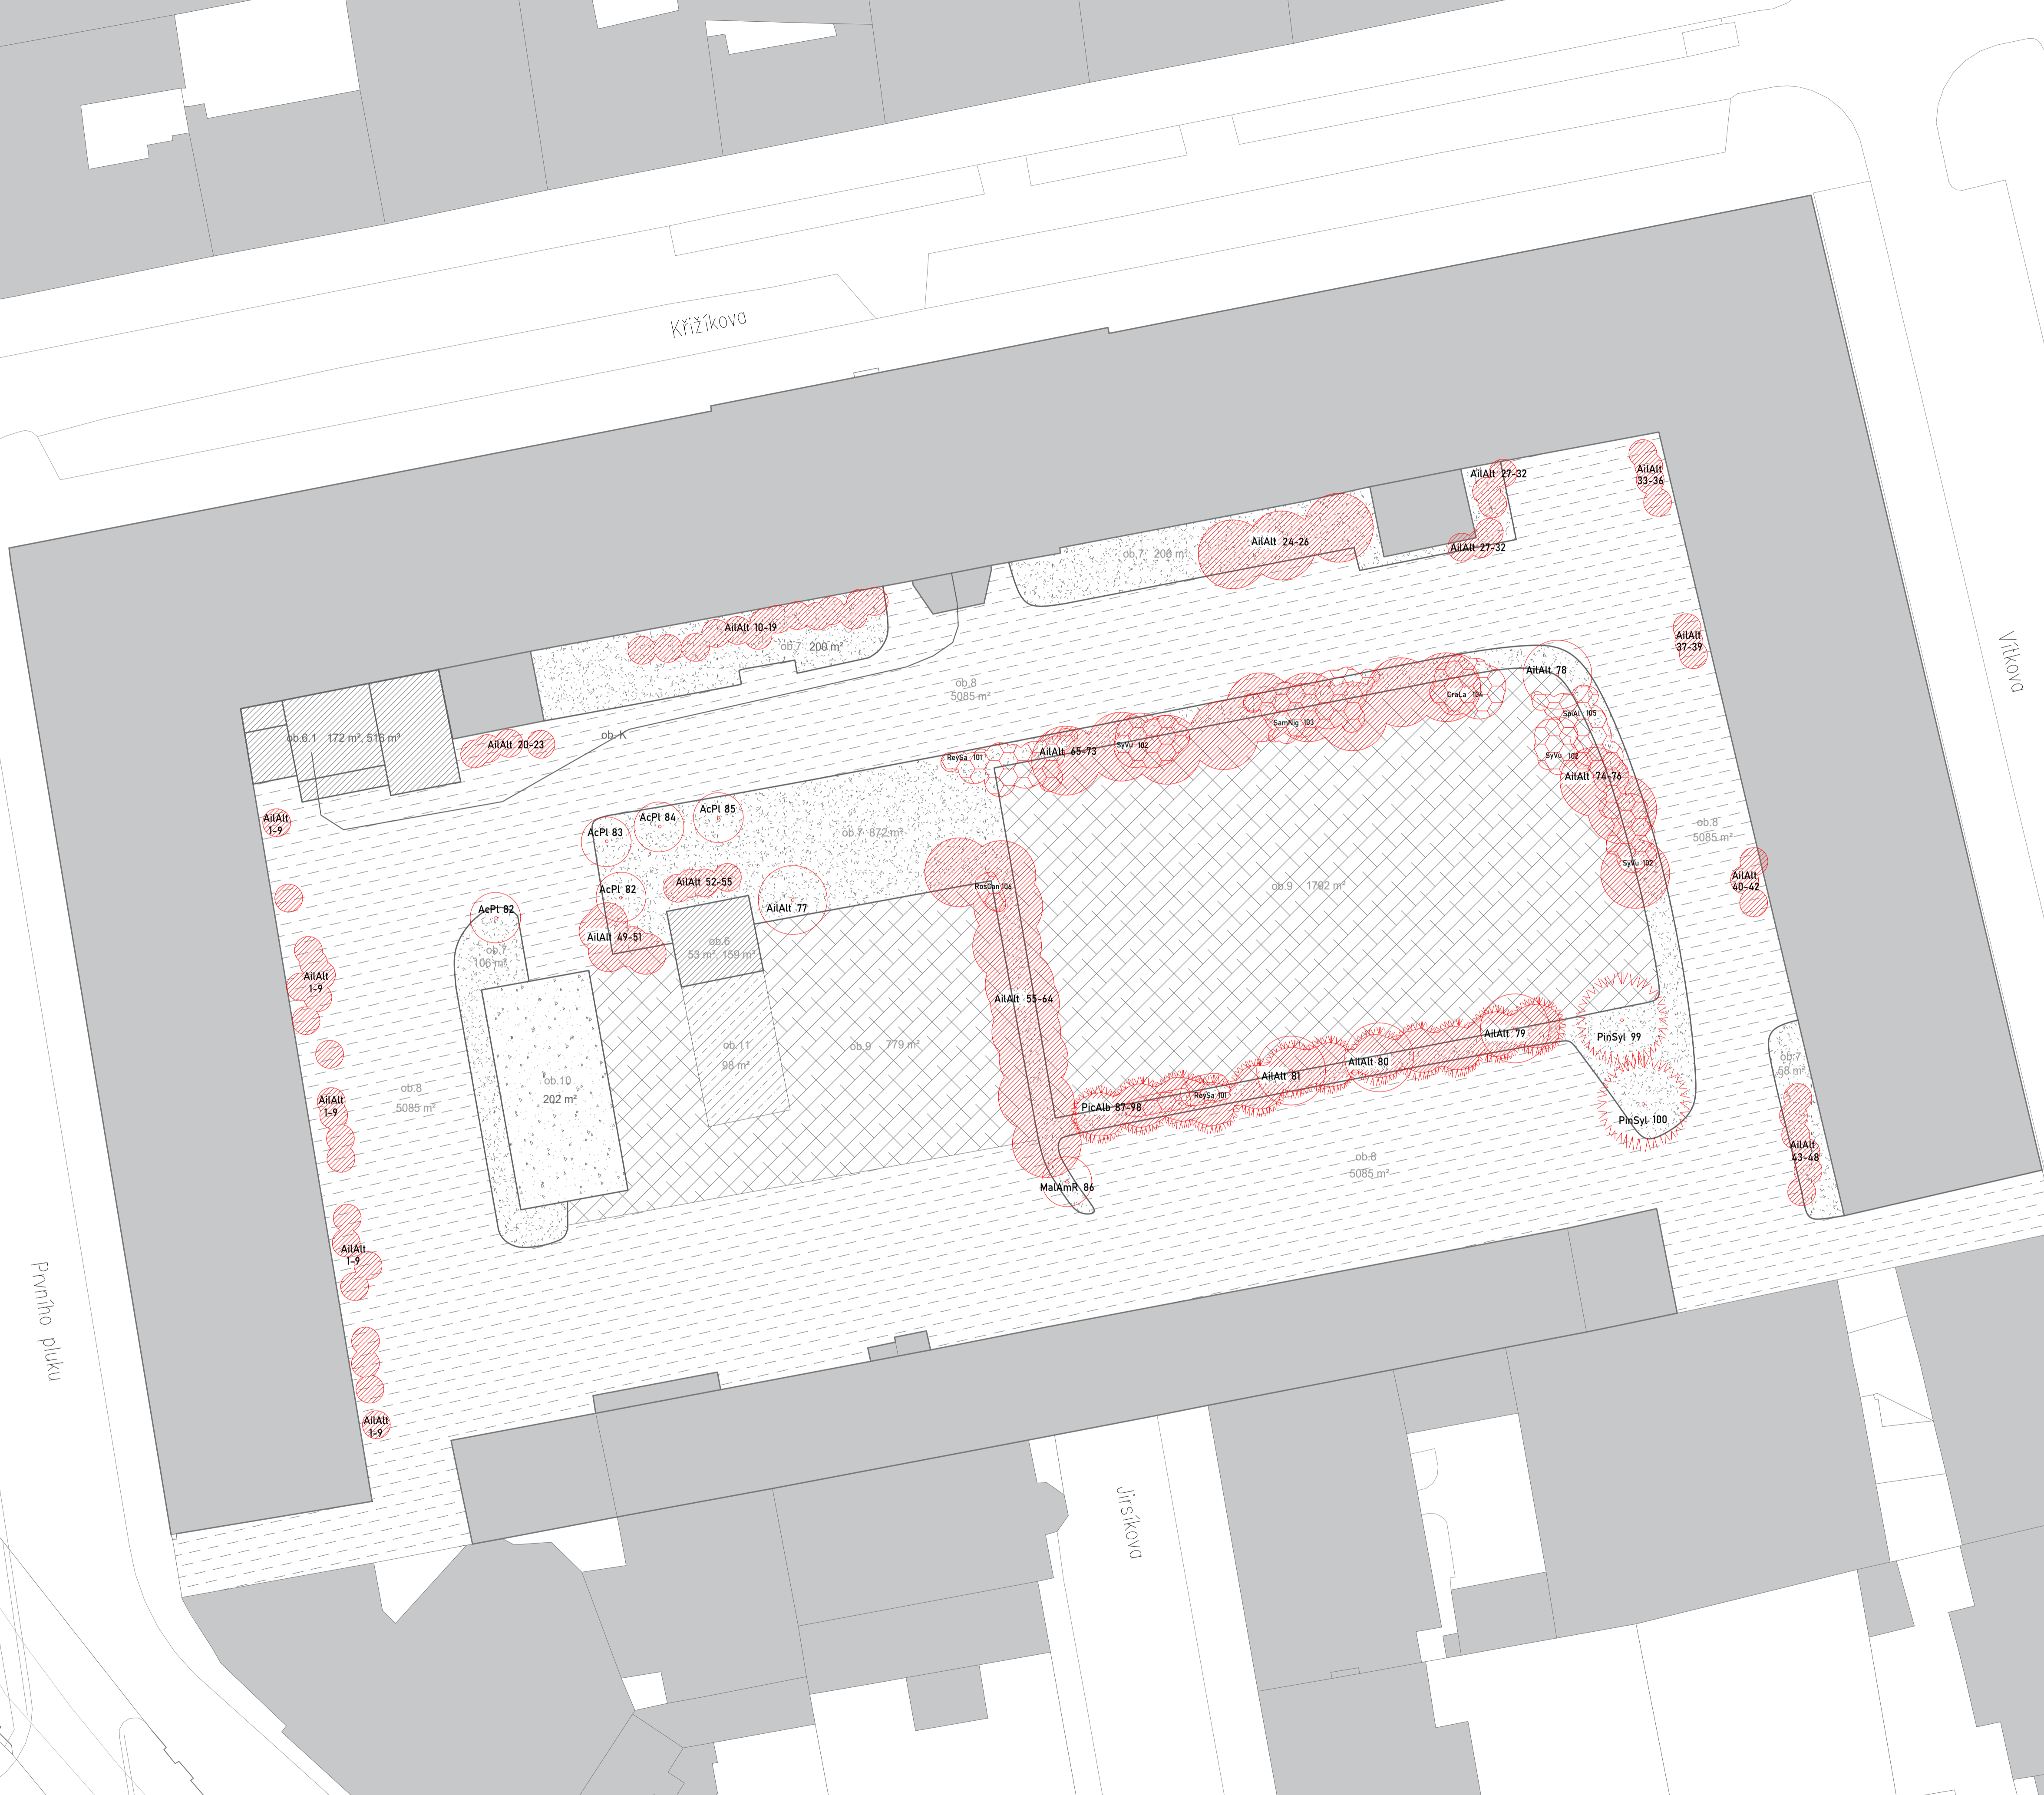 Křižíkova
AilAlt 27-32
AilAlt
33-36
AilAlt 24-26
ob.7 200 m²
AilAlt 27-32
AilAlt 10-19
ob.7 200 m²
AilAlt
37-39
Vítkova
AilAlt 78
ob.8
5085 m²
CraLa 104
SpiAl 105
SamNig 103
ob.6.1 172 m², 516 m³
ob. K
AilAlt 20-23
SyVu 102
AilAlt 65-73
ReySa 101
SyVu 102
AilAlt 74-76
AcPl 85
AcPl 84
AcPl 83
AilAlt
1-9
ob.7 872 m²
ob.8
5085 m²
SyVu 102
AilAlt
40-42
AilAlt 52-55
RosCan 106
ob.9 1702 m²
AcPl 82
AcPl 82
AilAlt 77
AilAlt 49-51
ob.6
53 m², 159 m³
ob.7
106 m²
AilAlt
1-9
AilAlt 55-64
PinSyl 99
AilAlt 79
ob.9 779 m²
ob.11
98 m²
AilAlt 80
AilAlt 81
ob.7
58 m²
ob.10
202 m²
ob.8
5085 m²
AilAlt
1-9
PicAlb 87-98
ReySa 101
PinSyl 100
AilAlt
43-48
ob.8
5085 m²
MalAmR 86
AilAlt
1-9
Prvního pluku
AilAlt
1-9
Jirsíkova